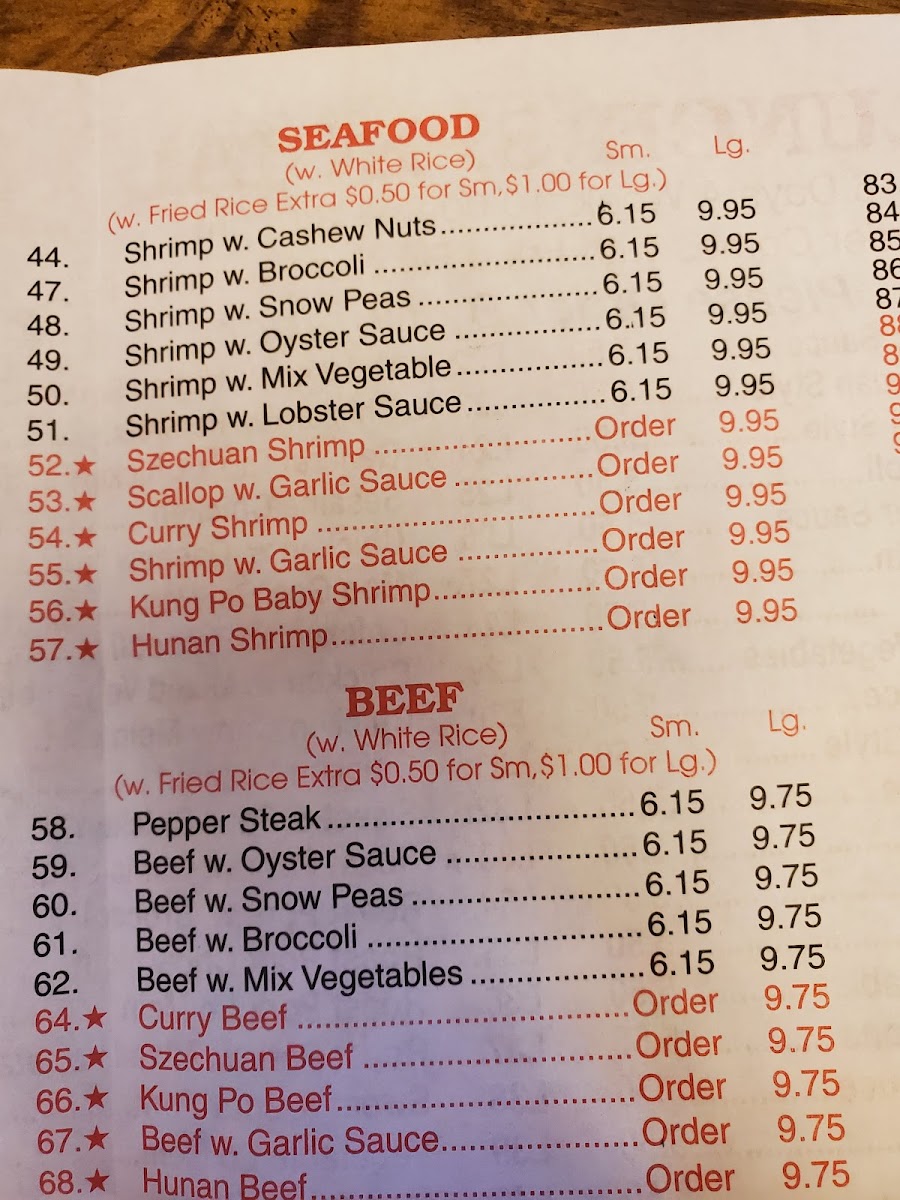 SEAFOOD
(w. White Rice) Sm. Lg.
(w. Fried Rice Extra $0.50 for Sm,$1.00 for Lg.)
44. Shrimp w. Cashew Nuts..................6.15 9.95
47. Shrimp w. Broccoli ..........................6.15 9.95
48. Shrimp w. Snow Peas .....................6.15 9.95
49. Shrimp w. Oyster Sauce .................6.15 9.95
50. Shrimp w. Mix Vegetable.................6.15 9.95
51. Shrimp w. Lobster Sauce................6.15 9.95
52.★ Szechuan Shrimp .........................Order 9.95
53.★ Scallop w. Garlic Sauce ................Order 9.95
54.★ Curry Shrimp ................................Order 9.95
55.★ Shrimp w. Garlic Sauce ................Order 9.95
56.★ Kung Po Baby Shrimp...................Order 9.95
57.★ Hunan Shrimp...............................Order 9.95
BEEF
(w. White Rice) Sm. Lg.
(w. Fried Rice Extra $0.50 for Sm,$1.00 for Lg.)
58. Pepper Steak...................................6.15 9.75
59. Beef w. Oyster Sauce .....................6.15 9.75
60. Beef w. Snow Peas .........................6.15 9.75
61. Beef w. Broccoli ..............................6.15 9.75
62. Beef w. Mix Vegetables ...................6.15 9.75
64.★ Curry Beef .....................................Order 9.75
65.★ Szechuan Beef ..............................Order 9.75
66.★ Kung Po Beef.................................Order 9.75
67.★ Beef w. Garlic Sauce......................Order 9.75
68.★ Hunan Beef....................................Order 9.75
83
84
85
86
87